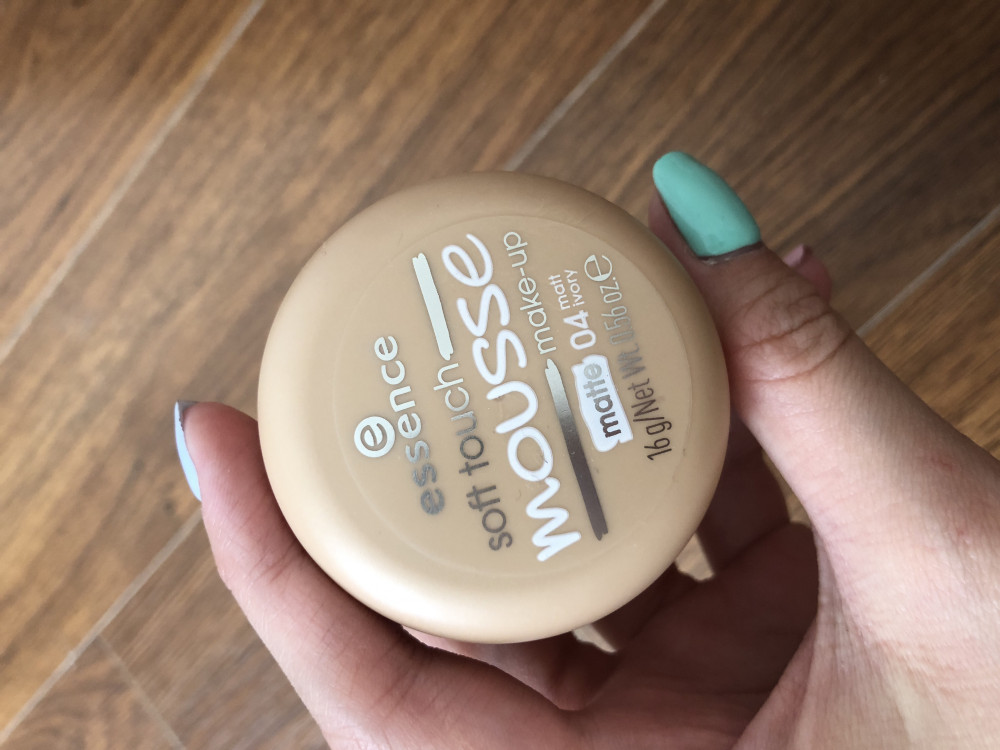 e
essence
soft touch
mousse
make-up
matte 04 matt
ivory
16 g/Net Wt. 0.56 oz. e